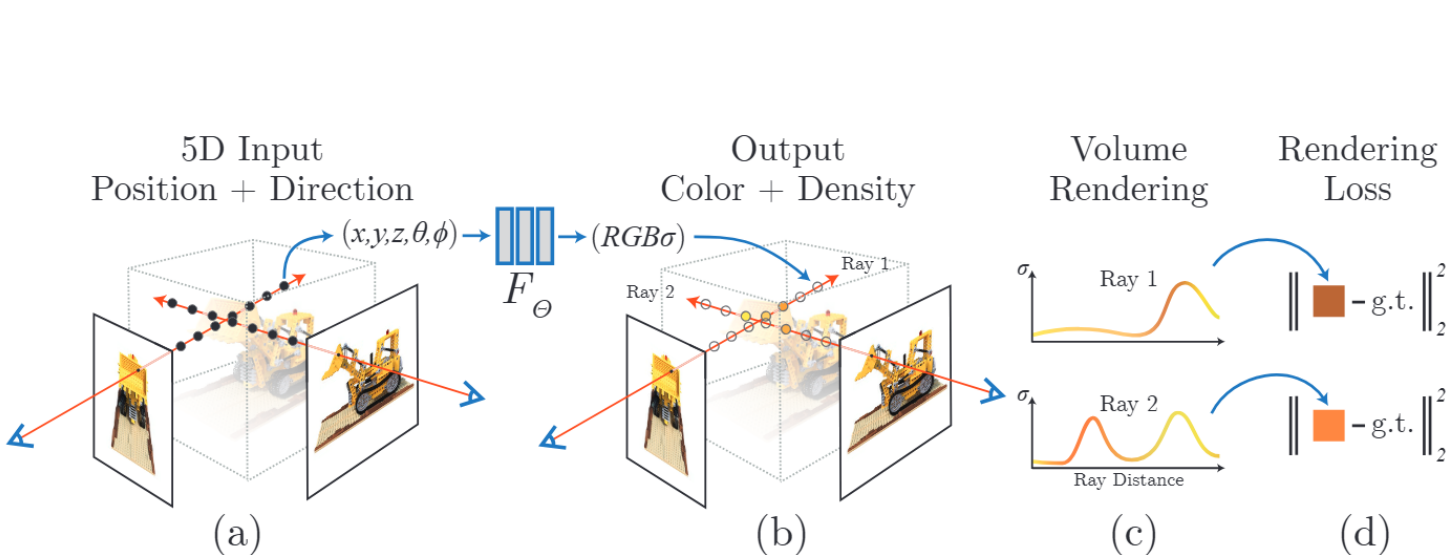 5D Input
Position + Direction
Output
Color + Density
Volume
Rendering
Rendering
Loss
(x,y,z,θ,ϕ)
F_Θ
(RGBσ)
Ray 1
Ray 2
σ
Ray 1
‖ – g.t. ‖²₂
σ
Ray 2
Ray Distance
‖ – g.t. ‖²₂
(a)
(b)
(c)
(d)